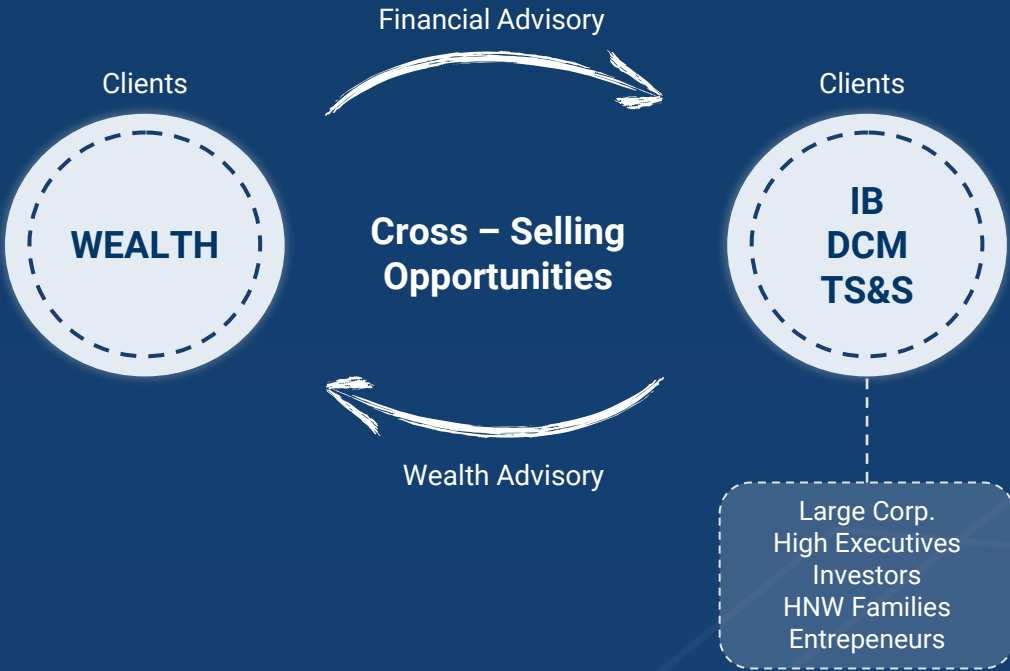 Financial Advisory
Clients
Clients
WEALTH
Cross – Selling
Opportunities
IB
DCM
TS&S
Wealth Advisory
Large Corp.
High Executives
Investors
HNW Families
Entrepeneurs